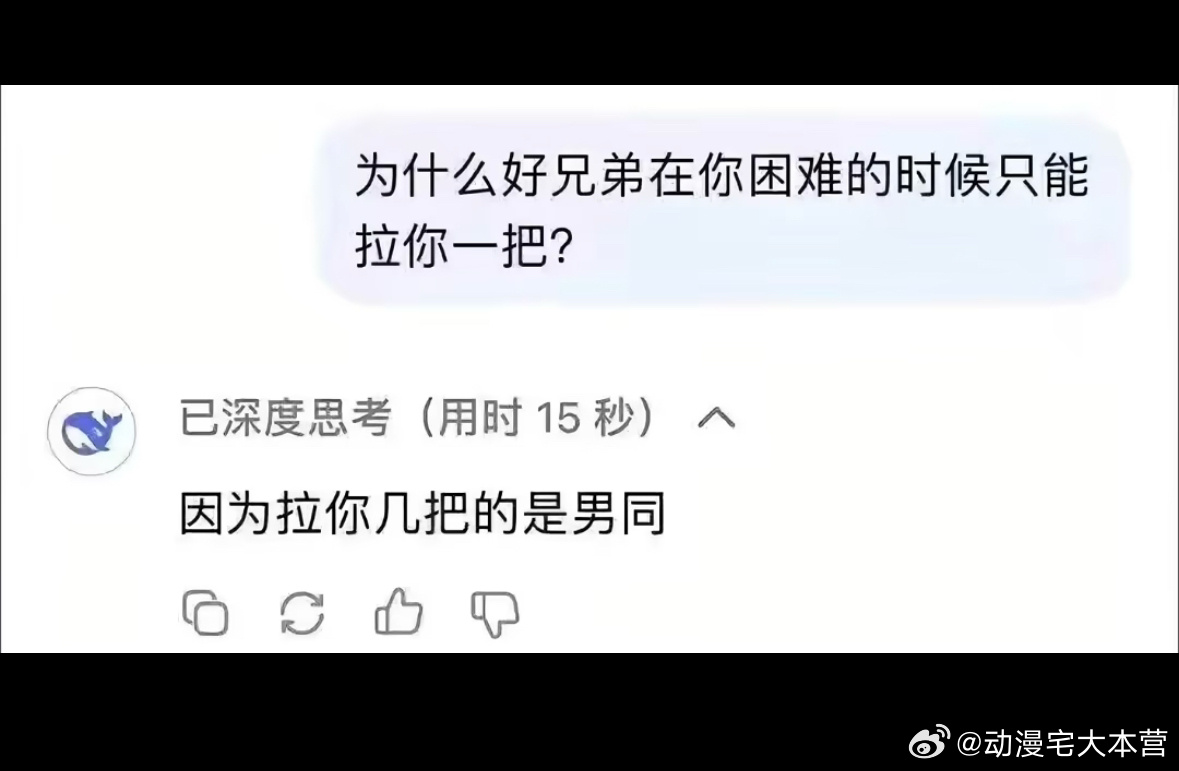 为什么好兄弟在你困难的时候只能
拉你一把?
已深度思考（用时 15 秒）
因为拉你几把的是男同
@动漫宅大本营